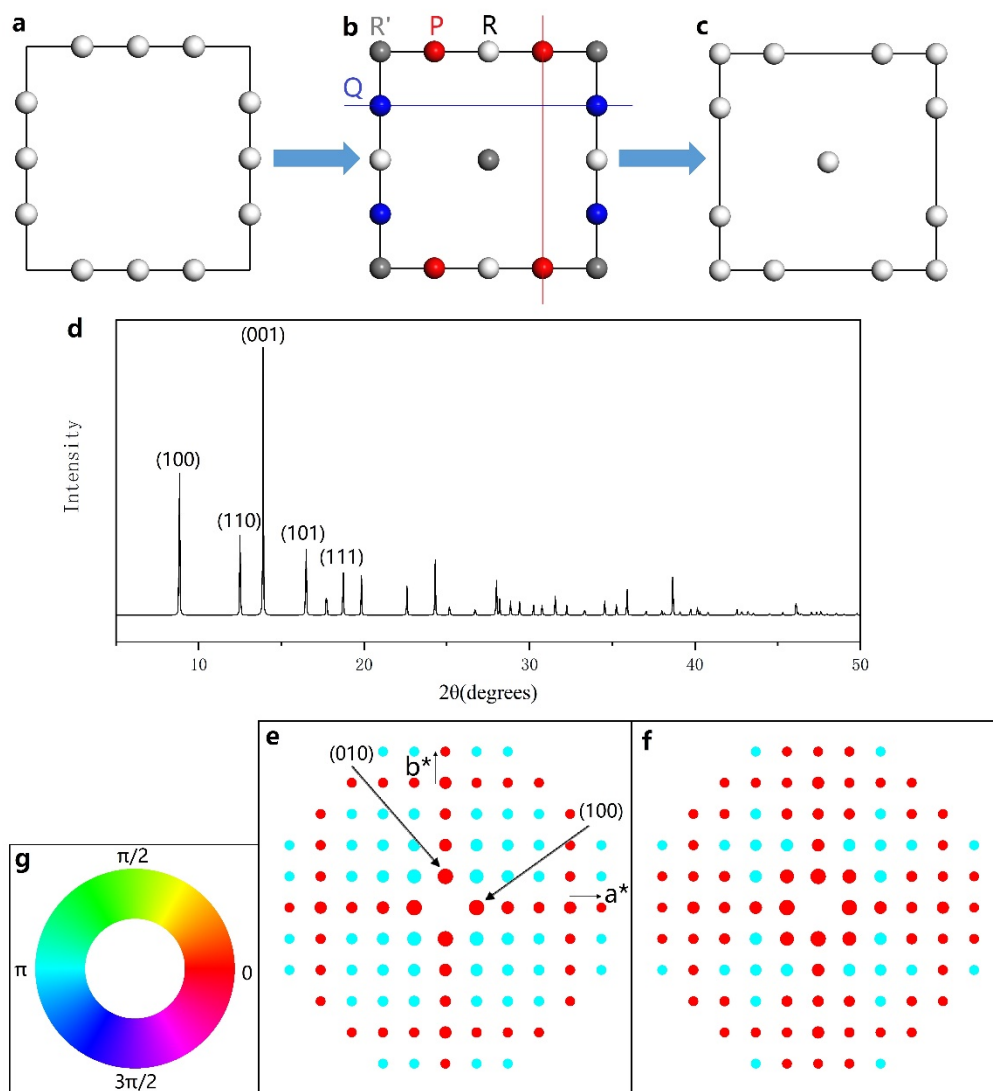 a
b
R'
P
R
c
Q
d
(001)
(100)
(110)
(101)
(111)
Intensity
10
20
30
40
50
2θ(degrees)
e
(010)
b*
(100)
a*
f
g
π/2
π
0
3π/2